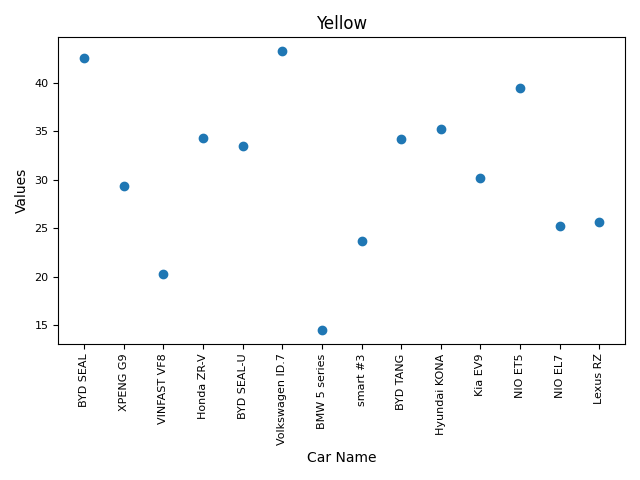 Yellow
Values
40
35
30
25
20
15
BYD SEAL
XPENG G9
VINFAST VF8
Honda ZR-V
BYD SEAL-U
Volkswagen ID.7
BMW 5 series
smart #3
BYD TANG
Hyundai KONA
Kia EV9
NIO ET5
NIO EL7
Lexus RZ
Car Name